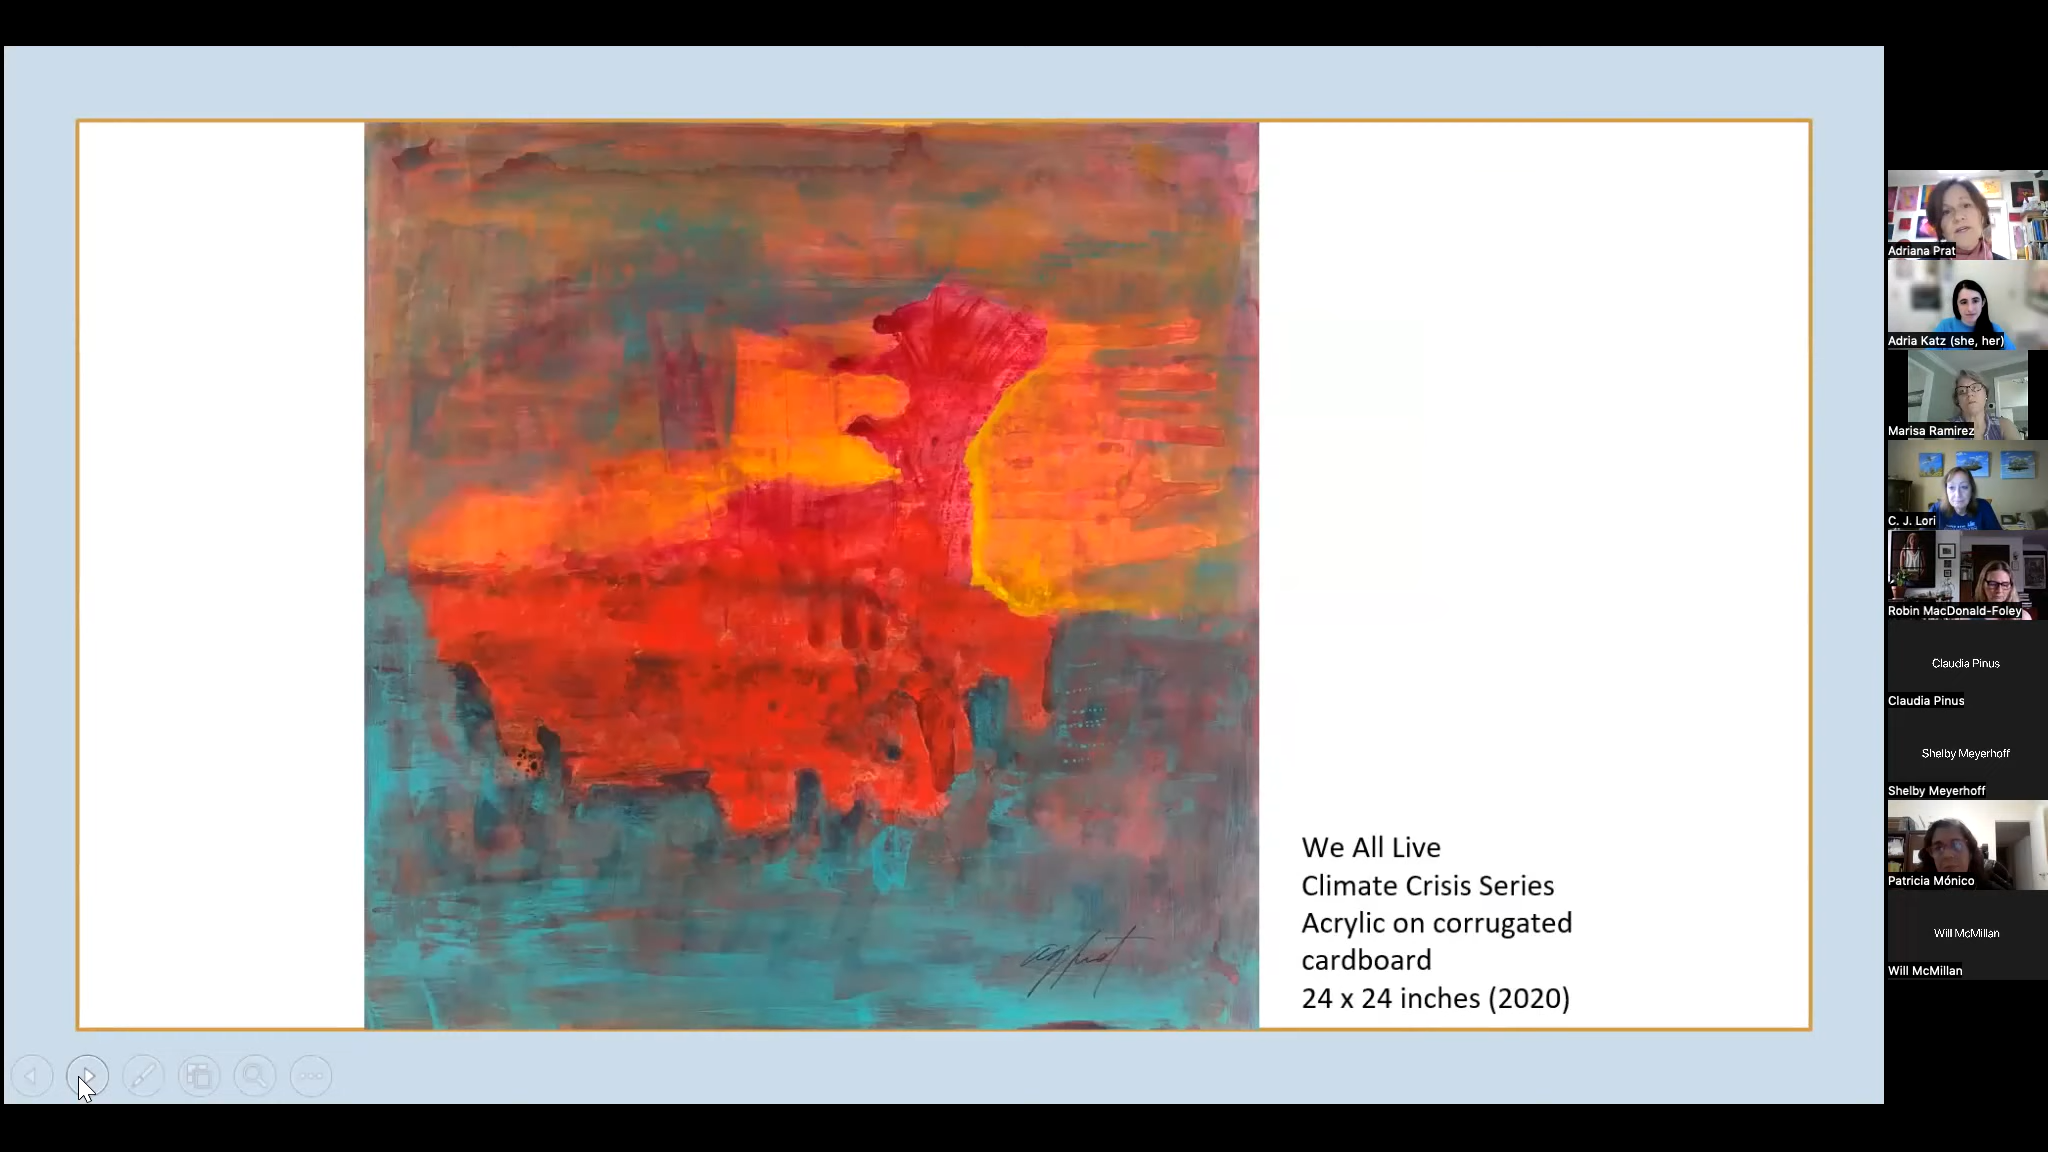 We All Live
Climate Crisis Series
Acrylic on corrugated
cardboard
24 x 24 inches (2020)
agprat
Adriana Prat
Adria Katz (she, her)
Marisa Ramirez
C. J. Lori
Robin MacDonald-Foley
Claudia Pinus
Claudia Pinus
Shelby Meyerhoff
Shelby Meyerhoff
Patricia Mónico
Will McMillan
Will McMillan